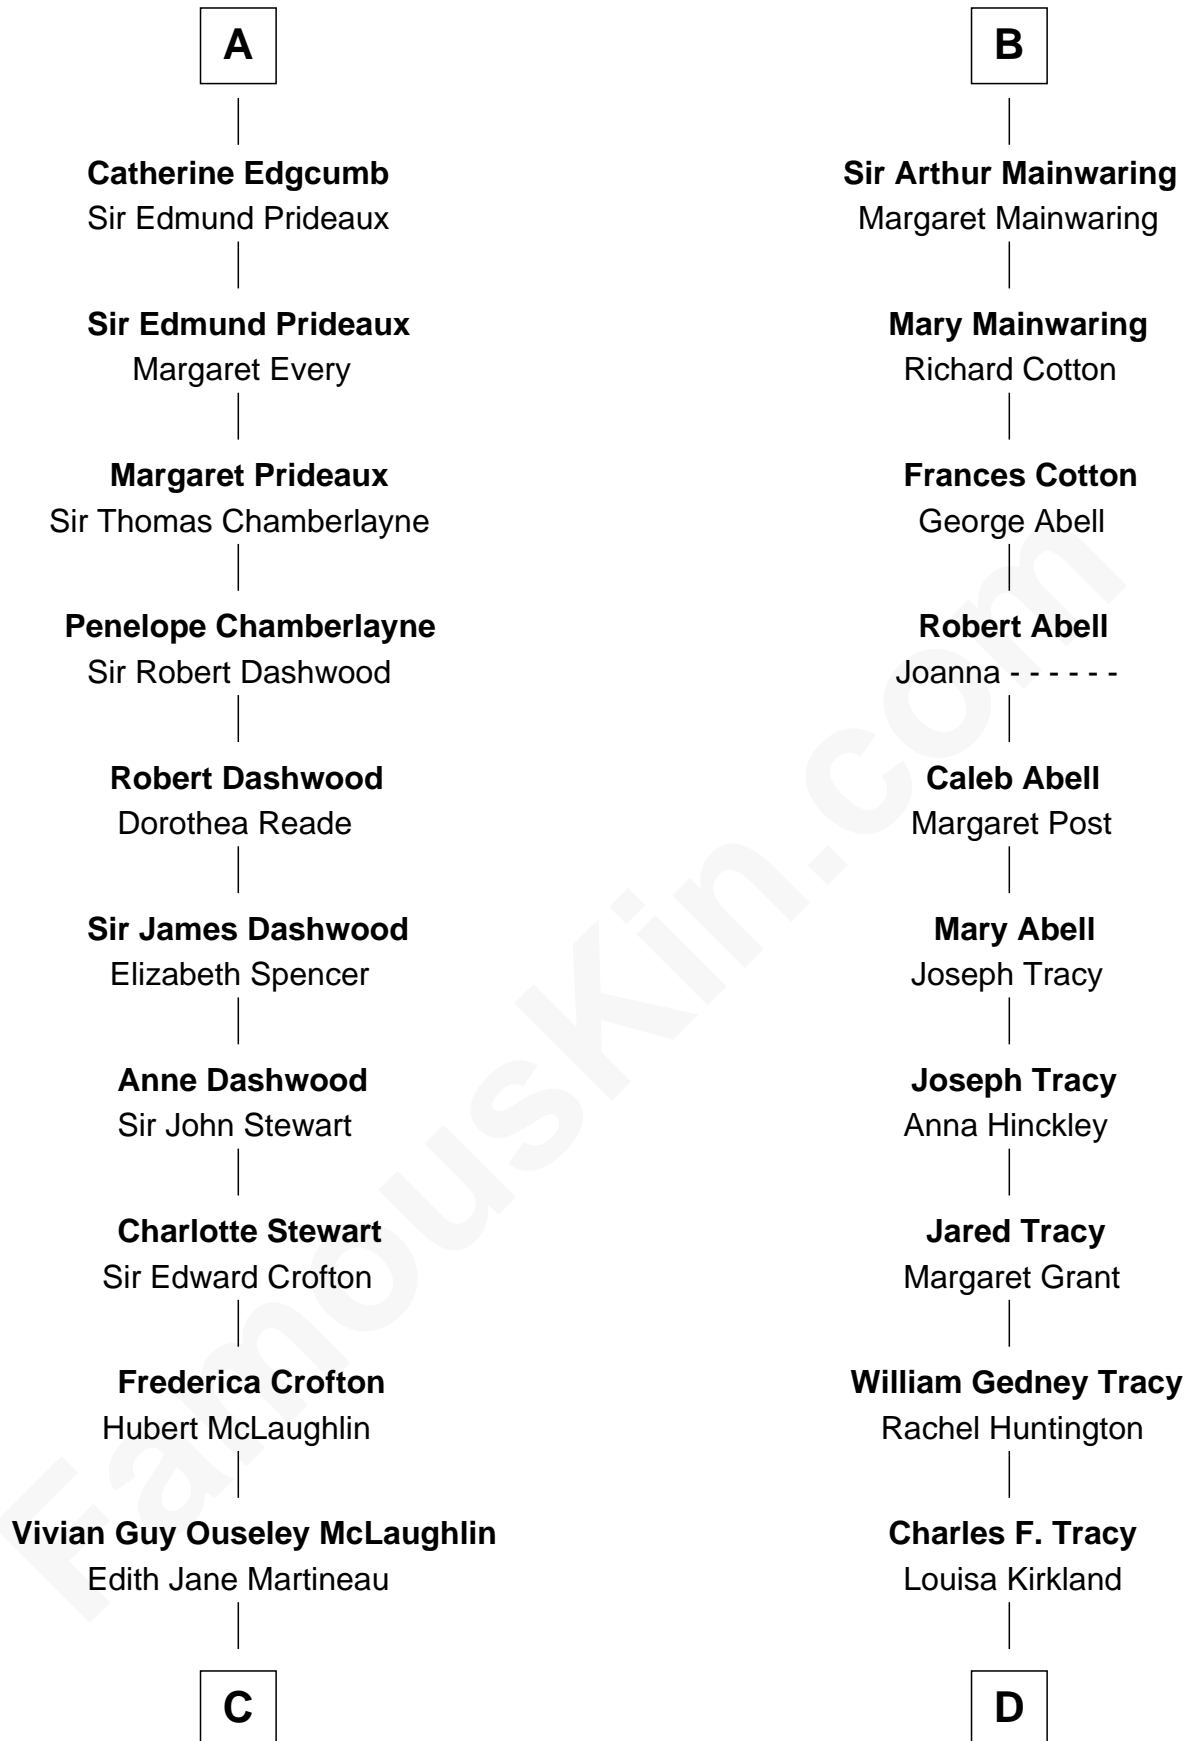 A
Catherine Edgcumb
Sir Edmund Prideaux
Sir Edmund Prideaux
Margaret Every
Margaret Prideaux
Sir Thomas Chamberlayne
Penelope Chamberlayne
Sir Robert Dashwood
Robert Dashwood
Dorothea Reade
Sir James Dashwood
Elizabeth Spencer
Anne Dashwood
Sir John Stewart
Charlotte Stewart
Sir Edward Crofton
Frederica Crofton
Hubert McLaughlin
Vivian Guy Ouseley McLaughlin
Edith Jane Martineau
C
B
Sir Arthur Mainwaring
Margaret Mainwaring
Mary Mainwaring
Richard Cotton
Frances Cotton
George Abell
Robert Abell
Joanna - - - - - -
Caleb Abell
Margaret Post
Mary Abell
Joseph Tracy
Joseph Tracy
Anna Hinckley
Jared Tracy
Margaret Grant
William Gedney Tracy
Rachel Huntington
Charles F. Tracy
Louisa Kirkland
D
FamousKin.com